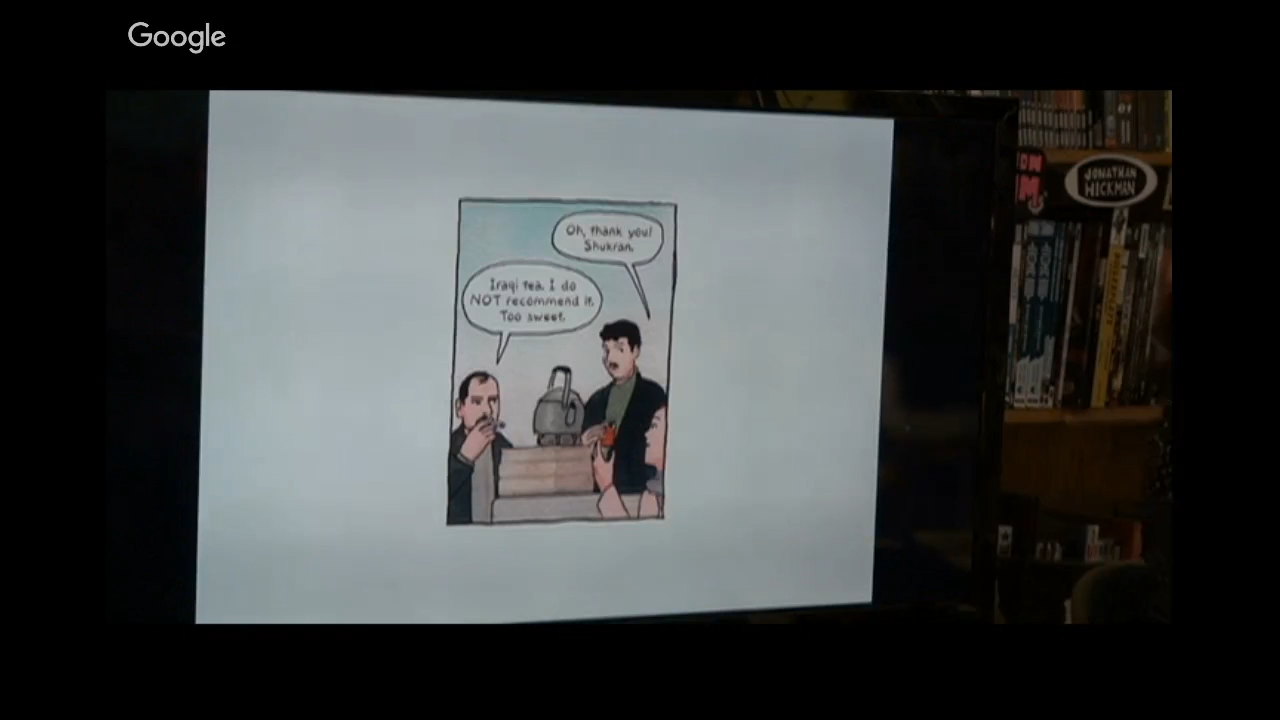 Google
Oh, thank you!
Shukran.
Iraqi tea. I do
NOT recommend it.
Too sweet.
JONATHAN
HICKMAN